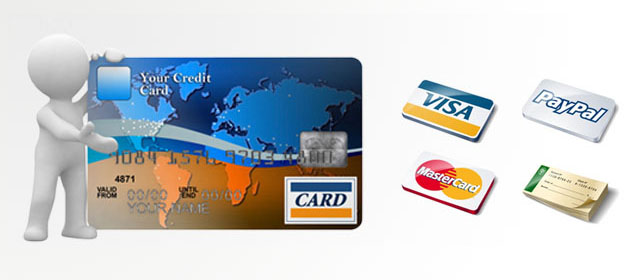 Your Credit
Card
4871
VALID
FROM
00/00
UNTIL
END
00/00
YOUR NAME
CARD
VISA
PayPal
MasterCard